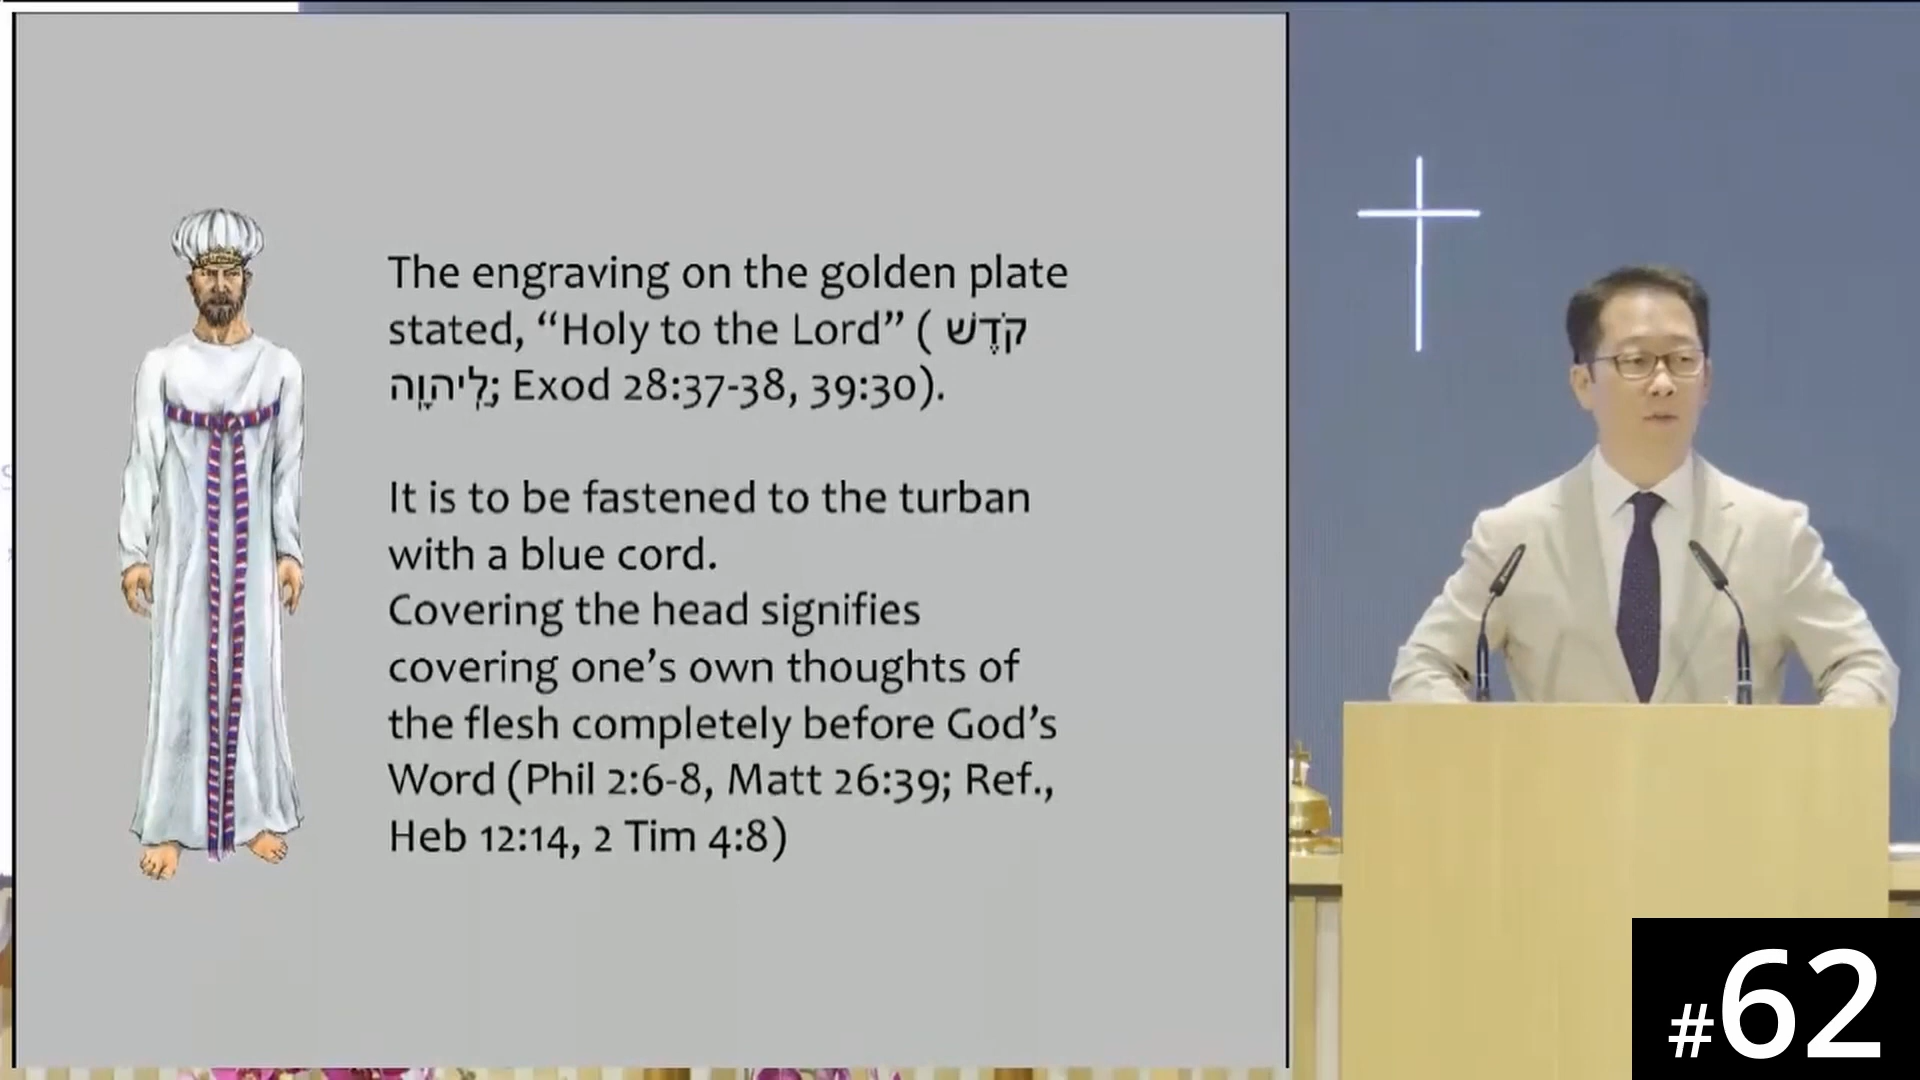 The engraving on the golden plate
stated, “Holy to the Lord” ( קֹדֶשׁ
לַֽיהוָֽה; Exod 28:37-38, 39:30).
It is to be fastened to the turban
with a blue cord.
Covering the head signifies
covering one’s own thoughts of
the flesh completely before God’s
Word (Phil 2:6-8, Matt 26:39; Ref.,
Heb 12:14, 2 Tim 4:8)
#62